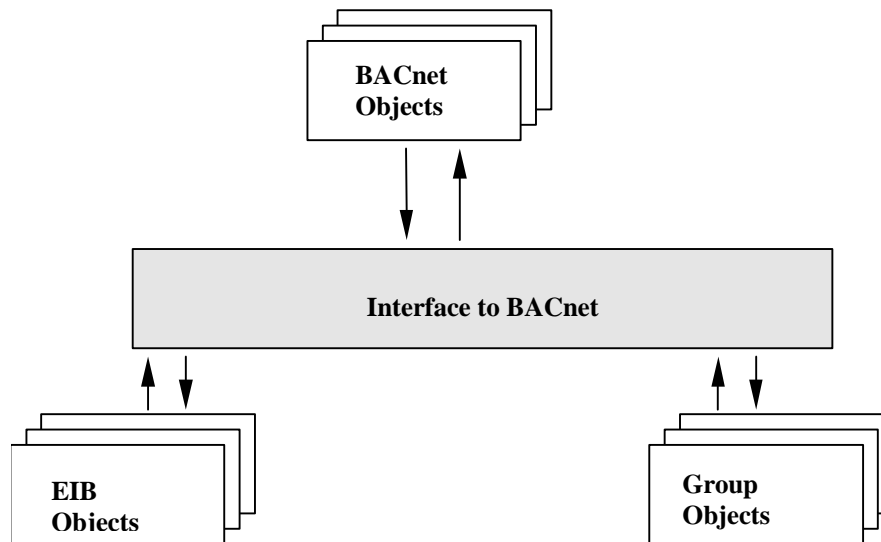 BACnet
Objects
Interface to BACnet
EIB
Objects
Group
Objects